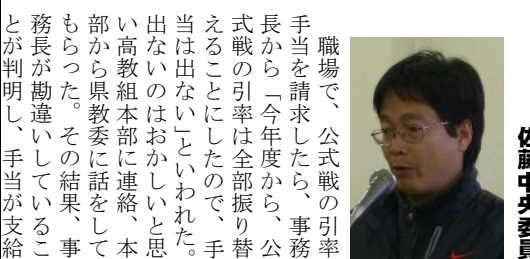 佐藤中央委員
職場で、公式戦の引率
手当を請求したら、事務
長から「今年度から、公
式戦の引率は全部振り替
えることにしたので、手
当は出ない」といわれた。
出ないのはおかしいと思
い高教組本部に連絡、本
部から県教委に話をして
もらった。その結果、事
務長が勘違いしているこ
とが判明し、手当が支給